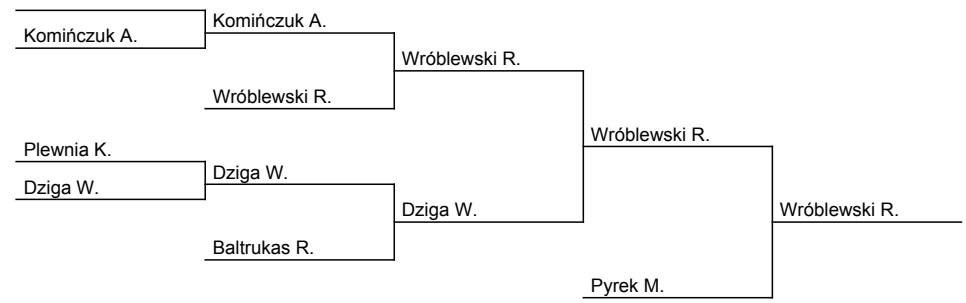 Komińczuk A.
Komińczuk A.
Wróblewski R.
Wróblewski R.
Wróblewski R.
Plewnia K.
Dziga W.
Dziga W.
Dziga W.
Wróblewski R.
Baltrukas R.
Pyrek M.